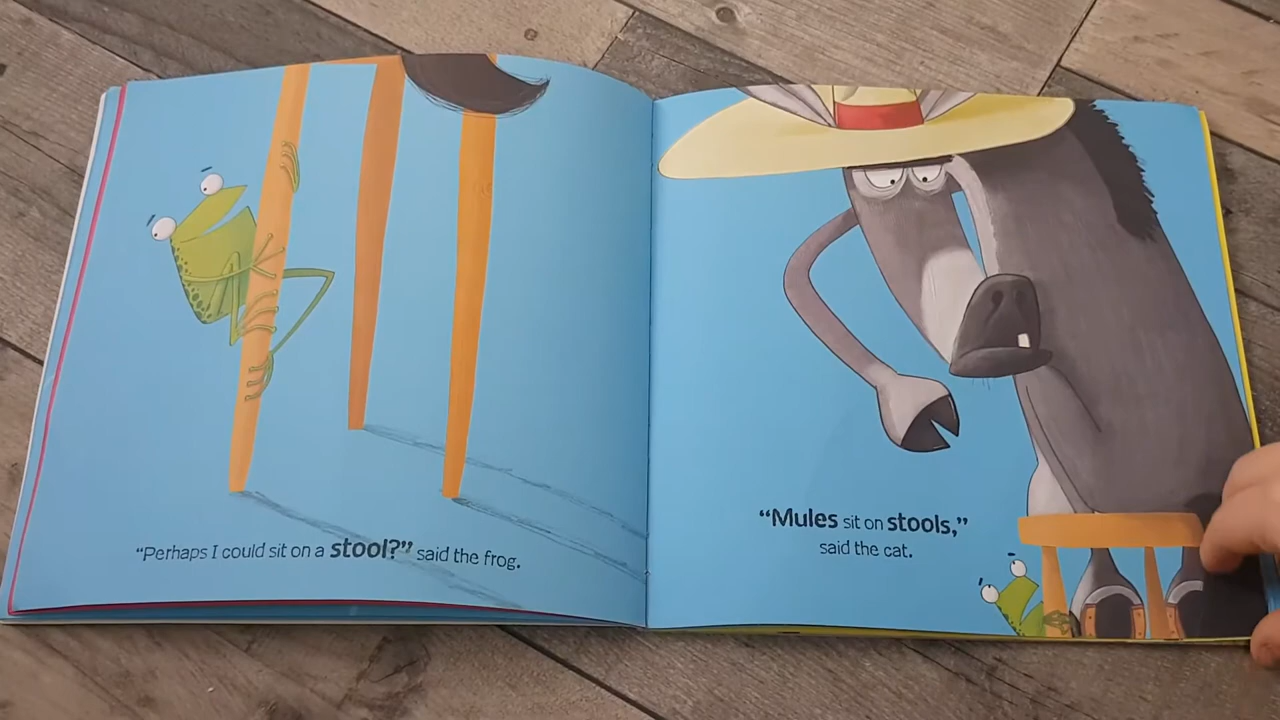 “Perhaps I could sit on a stool?” said the frog.
“Mules sit on stools,”
said the cat.